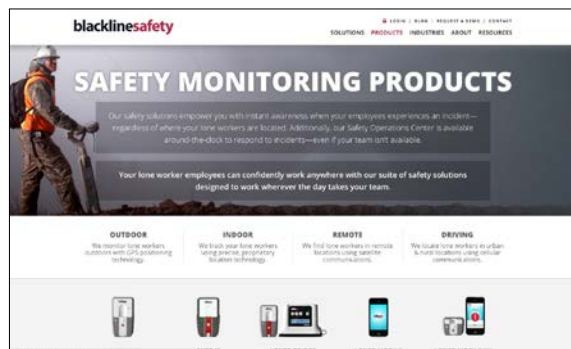 blacklinesafety
LOGIN | BLOG | REQUEST A DEMO | CONTACT
SOLUTIONS PRODUCTS INDUSTRIES ABOUT RESOURCES
SAFETY MONITORING PRODUCTS
Our safety solutions empower you with instant awareness when your employees experiences an incident—
regardless of where your lone workers are located. Additionally, our Safety Operations Center is available
around-the-clock to respond to incidents—even if your team isn't available.
Your lone worker employees can confidently work anywhere with our suite of safety solutions
designed to work wherever the day takes your team.
OUTDOOR INDOOR REMOTE DRIVING
We monitor lone workers We track your lone workers We find lone workers in remote We locate lone workers in urban
outdoors with GPS positioning using precise, proprietary locations using satellite & rural locations using cellular
technology. location technology. communications. communications.